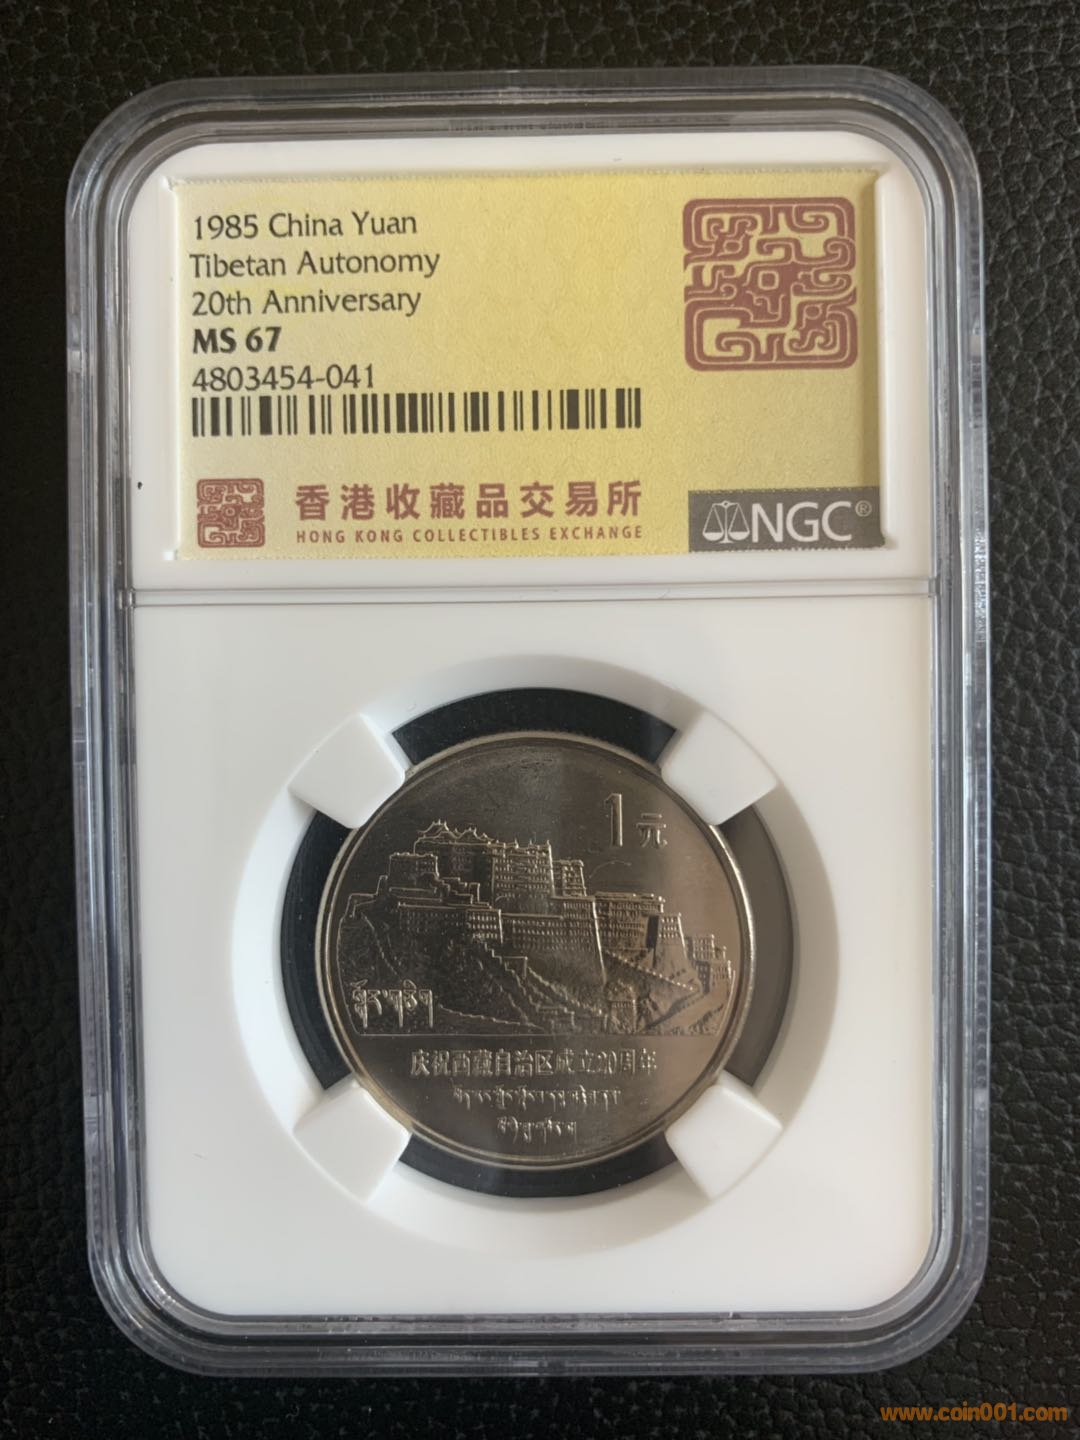 1985 China Yuan
Tibetan Autonomy
20th Anniversary
MS 67
4803454-041
香港收藏品交易所
HONG KONG COLLECTIBLES EXCHANGE
NGC®
1元
庆祝西藏自治区成立20周年
www.coin001.com